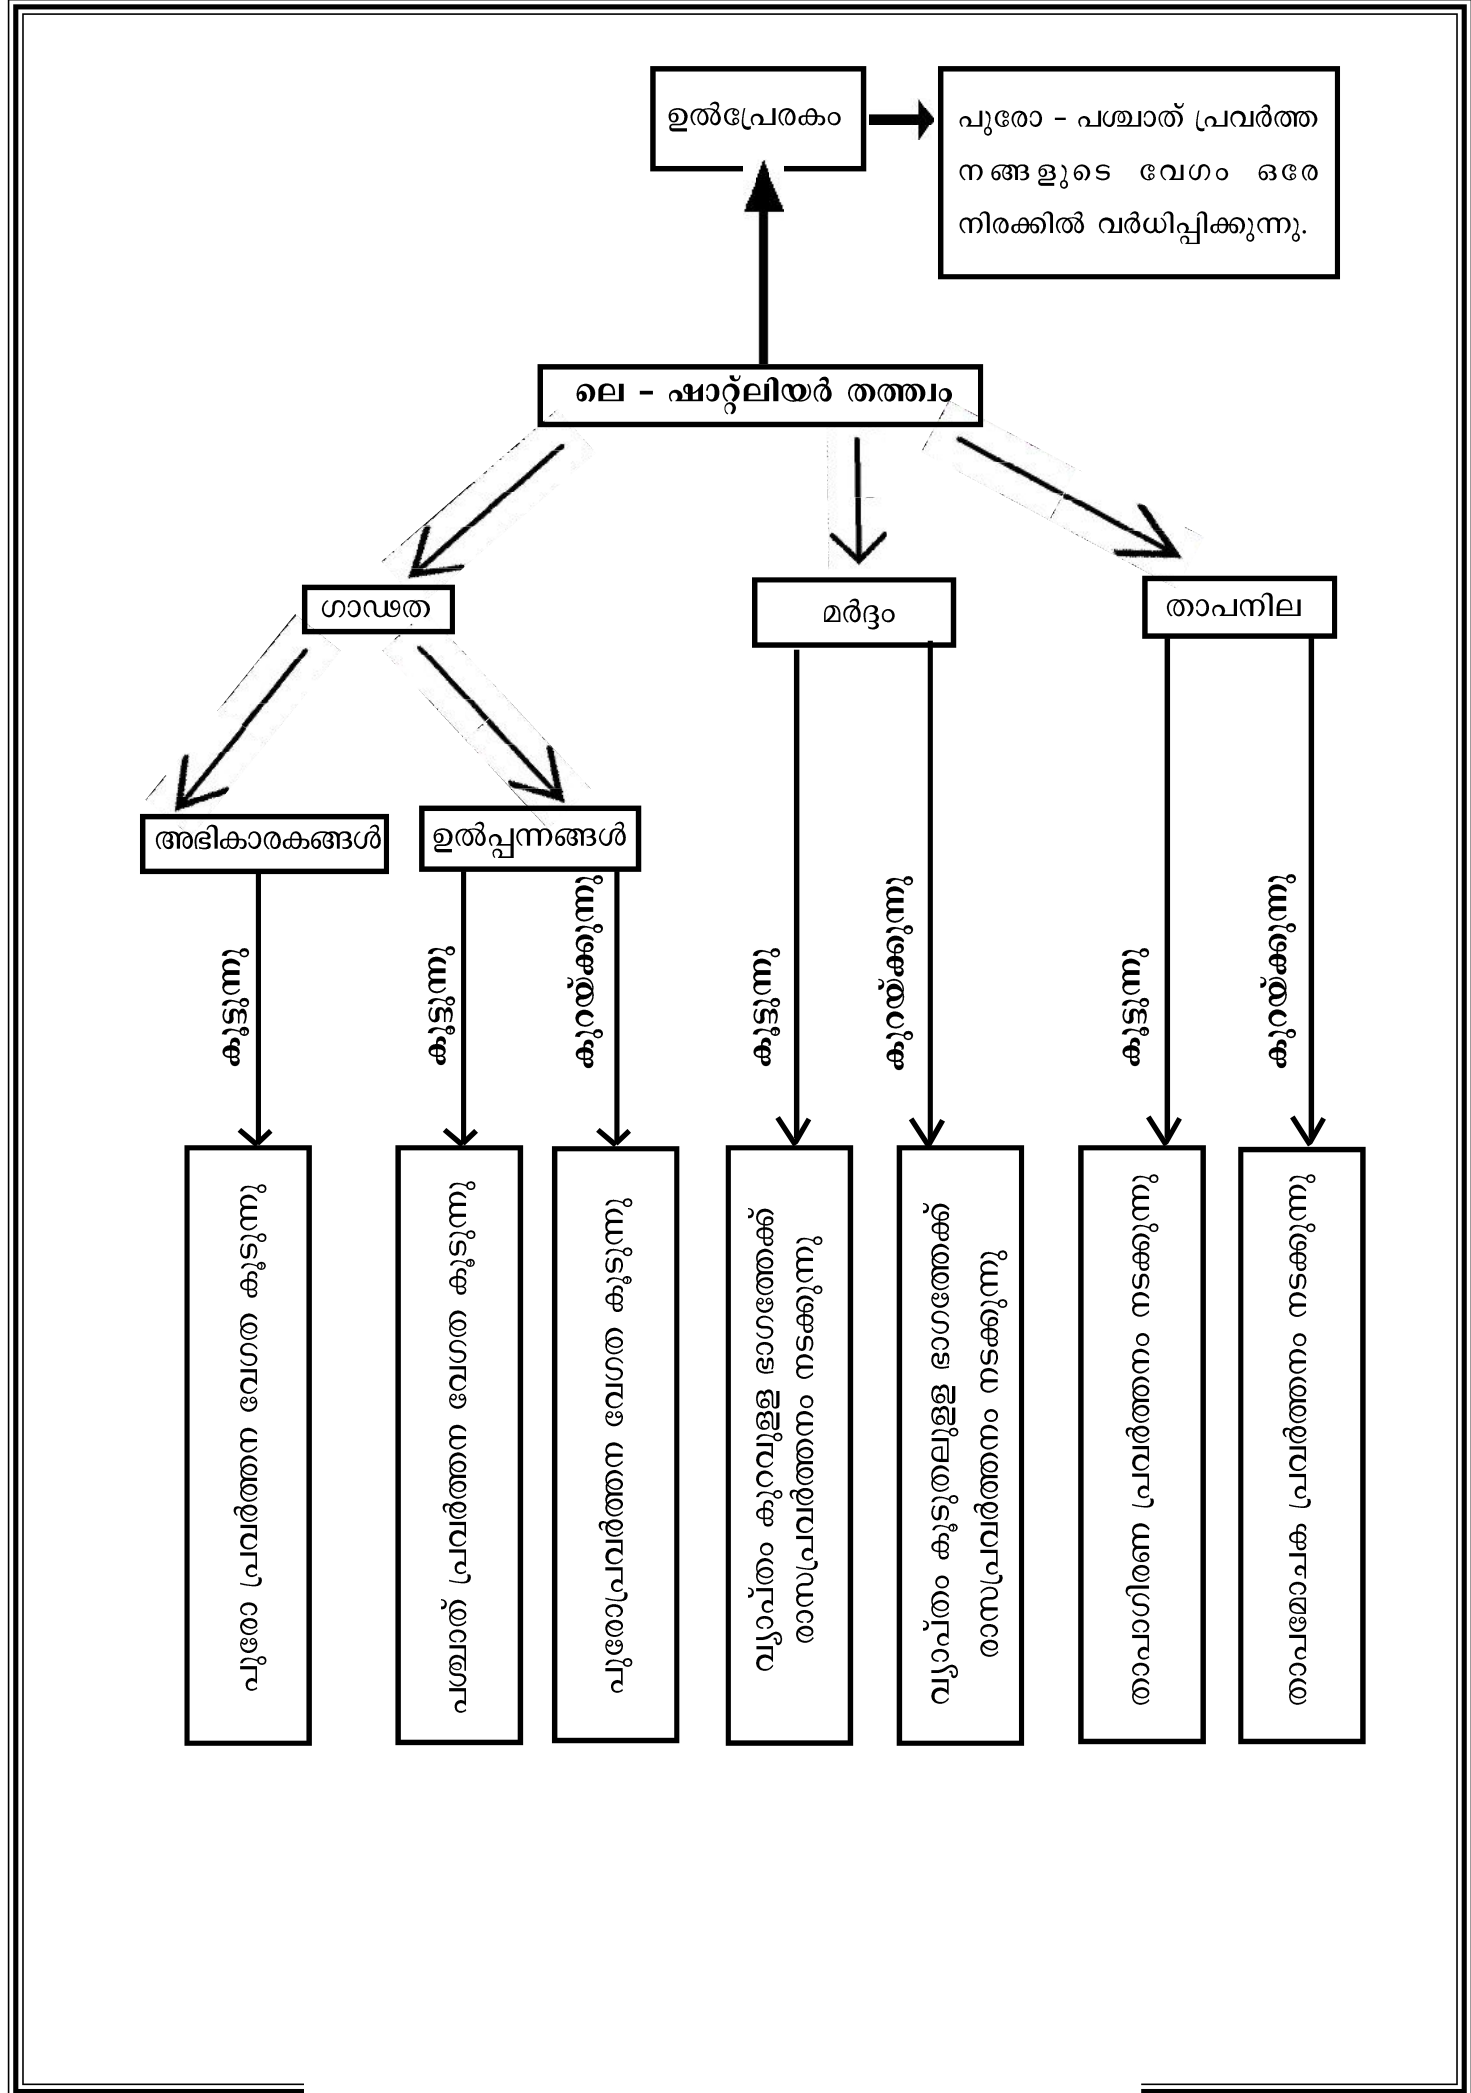 ഉൽപ്രേരകം
പുരോ - പശ്ചാത് പ്രവർത്ത
നങ്ങളുടെ വേഗം ഒരേ
നിരക്കിൽ വർധിപ്പിക്കുന്നു.
ലെ - ഷാറ്റ്ലിയർ തത്ത്വം
ഗാഢത
മർദ്ദം
താപനില
അഭികാരകങ്ങൾ
ഉൽപ്പന്നങ്ങൾ
കൂട്ടുന്നു
കൂട്ടുന്നു
കുറയ്ക്കുന്നു
കൂട്ടുന്നു
കുറയ്ക്കുന്നു
കൂട്ടുന്നു
കുറയ്ക്കുന്നു
പുരോ പ്രവർത്തന വേഗത കൂടുന്നു
പശ്ചാത് പ്രവർത്തന വേഗത കൂടുന്നു
പുരോപ്രവർത്തന വേഗത കൂടുന്നു
വ്യാപ്തം കുറവുള്ള ഭാഗത്തേക്ക്
രാസപ്രവർത്തനം നടക്കുന്നു
വ്യാപ്തം കൂടുതലുള്ള ഭാഗത്തേക്ക്
രാസപ്രവർത്തനം നടക്കുന്നു
താപാഗിരണ പ്രവർത്തനം നടക്കുന്നു
താപമോചക പ്രവർത്തനം നടക്കുന്നു